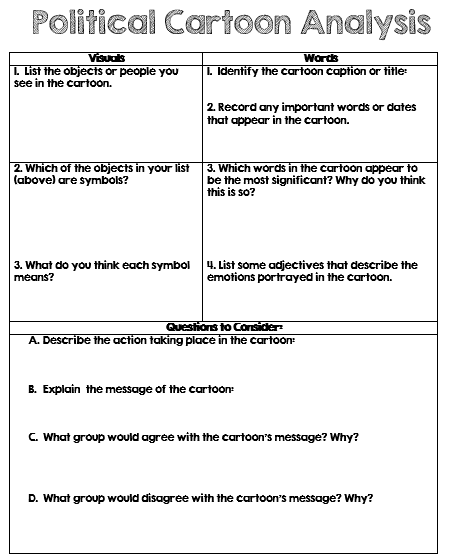 Political Cartoon Analysis
Visuals
1. List the objects or people you
see in the cartoon.
2. Which of the objects in your list
(above) are symbols?
3. What do you think each symbol
means?
Words
1. Identify the cartoon caption or title:
2. Record any important words or dates
that appear in the cartoon.
3. Which words in the cartoon appear to
be the most significant? Why do you think
this is so?
4. List some adjectives that describe the
emotions portrayed in the cartoon.
Questions to Consider:
A. Describe the action taking place in the cartoon:
B. Explain the message of the cartoon:
C. What group would agree with the cartoon's message? Why?
D. What group would disagree with the cartoon's message? Why?